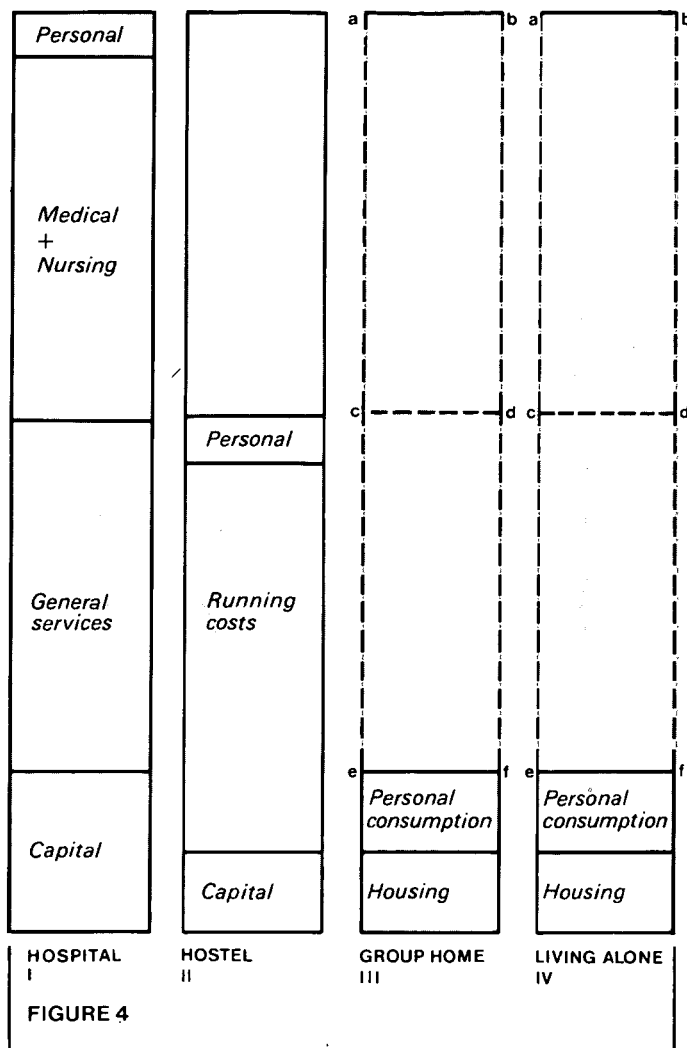 Personal
Medical
+
Nursing
General
services
Capital
HOSPITAL
I
Personal
Running
costs
Capital
HOSTEL
II
a b
c d
e f
Personal
consumption
Housing
GROUP HOME
III
a b
c d
e f
Personal
consumption
Housing
LIVING ALONE
IV
FIGURE 4